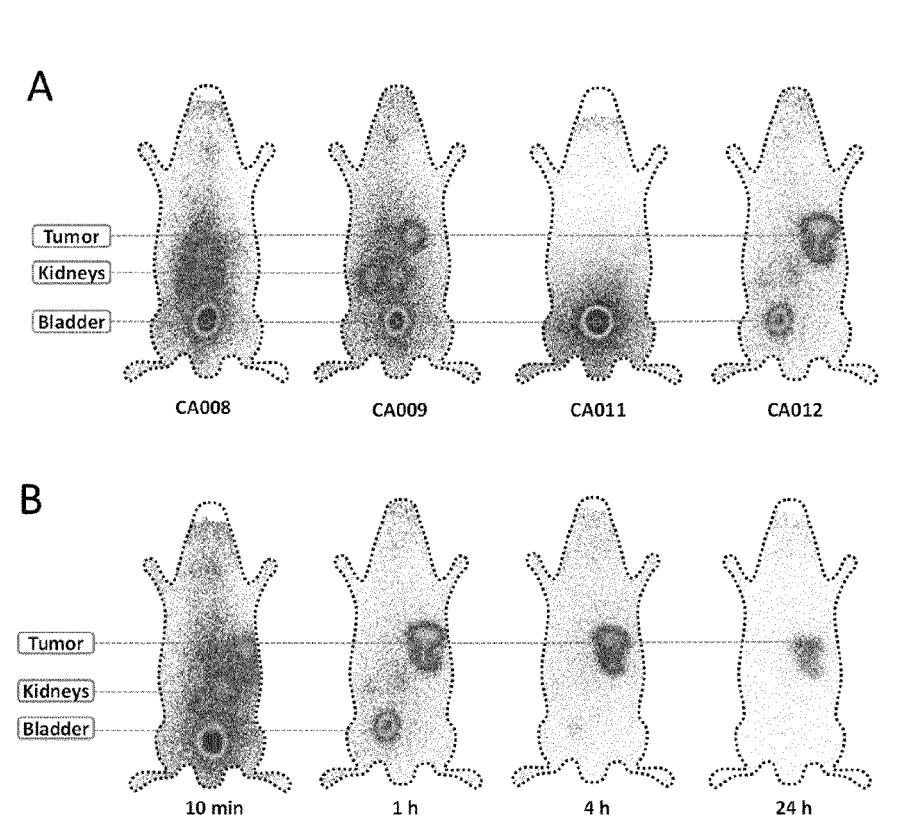 A
Tumor
Kidneys
Bladder
CA008 CA009 CA011 CA012
B
Tumor
Kidneys
Bladder
10 min 1 h 4 h 24 h